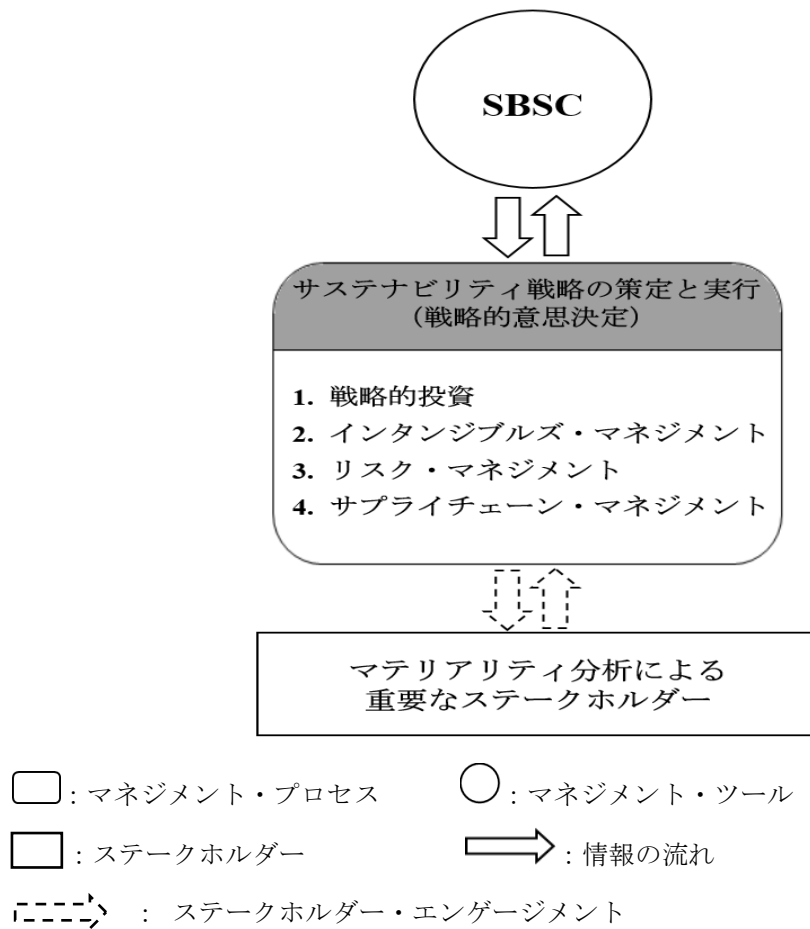 SBSC
サステナビリティ戦略の策定と実行
(戦略的意思決定)
1. 戦略的投資
2. インタンジブルズ・マネジメント
3. リスク・マネジメント
4. サプライチェーン・マネジメント
マテリアリティ分析による
重要なステークホルダー
：マネジメント・プロセス
：マネジメント・ツール
：ステークホルダー
：情報の流れ
： ステークホルダー・エンゲージメント